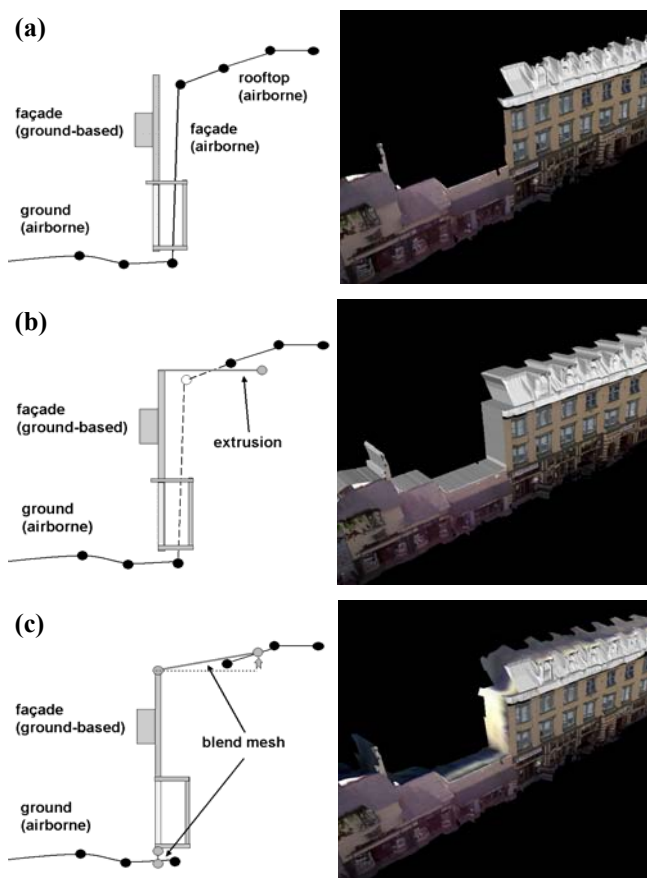 (a)
rooftop
(airborne)
façade
(ground-based)
façade
(airborne)
ground
(airborne)
(b)
façade
(ground-based)
extrusion
ground
(airborne)
(c)
façade
(ground-based)
blend mesh
ground
(airborne)